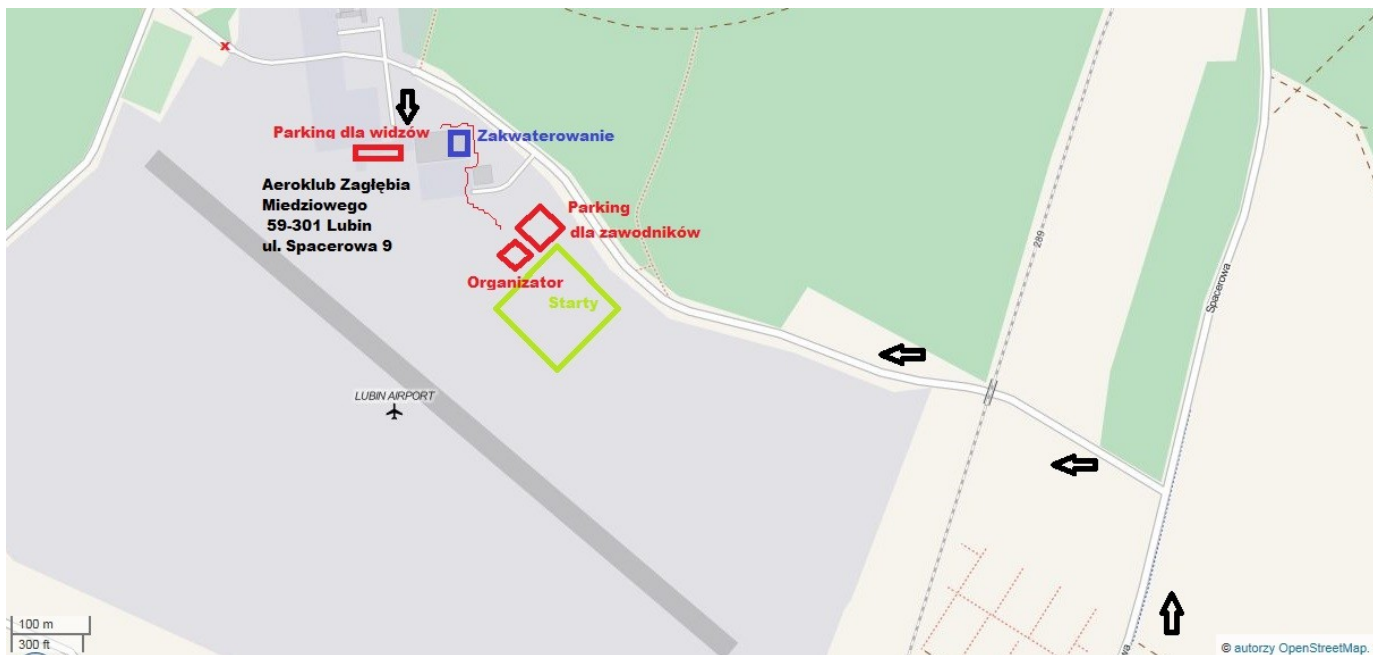 x
Parking dla widzów
Zakwaterowanie
Aeroklub Zagłębia
Miedziowego
59-301 Lubin
ul. Spacerowa 9
Parking
dla zawodników
Organizator
Starty
289
Spacerowa
LUBIN AIRPORT
100 m
300 ft
© autorzy OpenStreetMap.